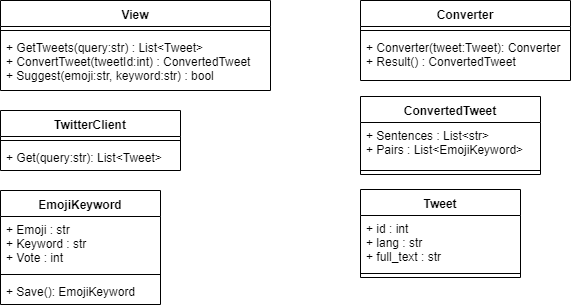 View
+ GetTweets(query:str) : List<Tweet>
+ ConvertTweet(tweetId:int) : ConvertedTweet
+ Suggest(emoji:str, keyword:str) : bool
Converter
+ Converter(tweet:Tweet): Converter
+ Result() : ConvertedTweet
TwitterClient
+ Get(query:str): List<Tweet>
ConvertedTweet
+ Sentences : List<str>
+ Pairs : List<EmojiKeyword>
EmojiKeyword
+ Emoji : str
+ Keyword : str
+ Vote : int
+ Save(): EmojiKeyword
Tweet
+ id : int
+ lang : str
+ full_text : str